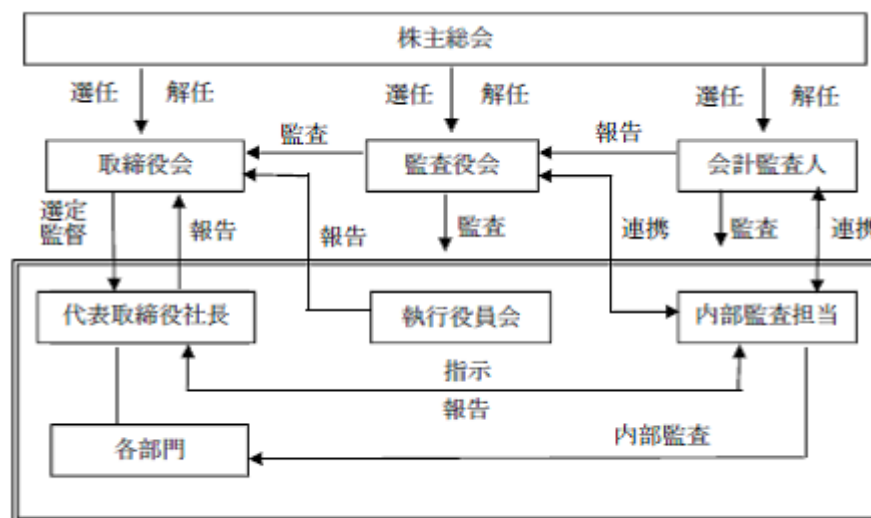 株主総会
選任 解任 選任 解任 選任 解任
監査 報告
取締役会 監査役会 会計監査人
選定
監督 報告 報告 監査 連携 監査 連携
代表取締役社長 執行役員会 内部監査担当
指示
報告
内部監査
各部門